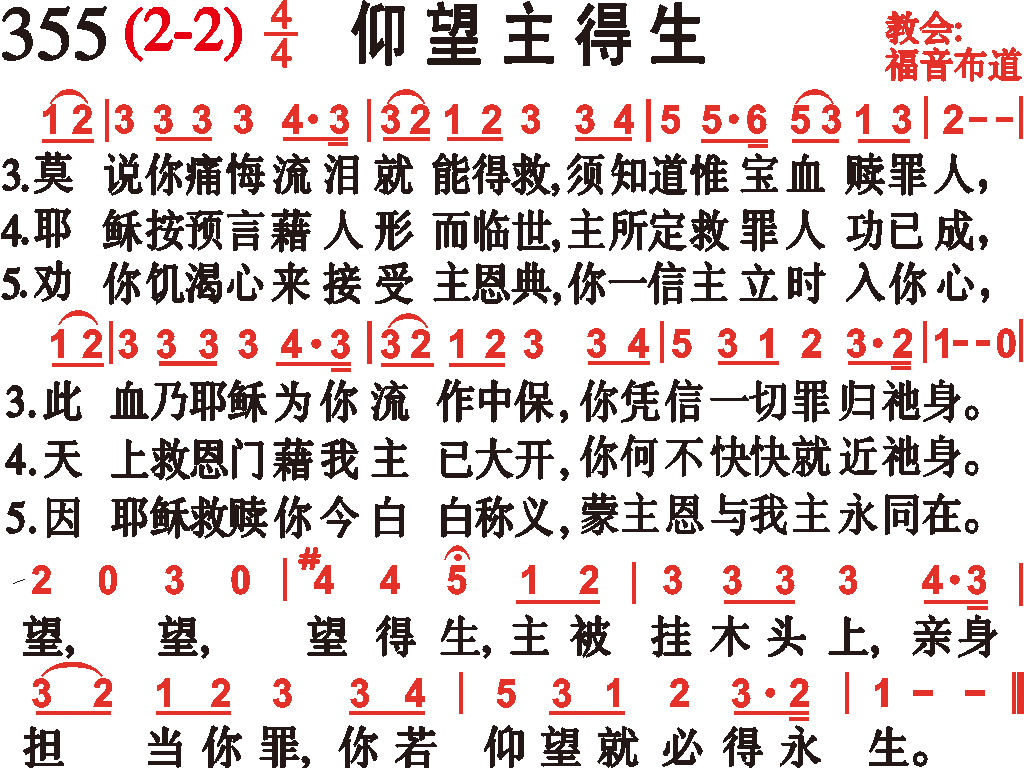 355 (2-2) 4/4 仰望主得生 教会:
福音布道
1 2 | 3 3 3 3 4·3 | 3 2 1 2 3 3 4 | 5 5·6 5 3 1 3 | 2 - - |
3.莫 说你痛悔流泪就 能得救,须知道惟宝血 赎罪人,
4.耶 稣按预言藉人形 而临世,主所定救罪人 功已成,
5.劝 你饥渴心来接受 主恩典,你一信主立时 入你心,
1 2 | 3 3 3 3 4·3 | 3 2 1 2 3 3 4 | 5 3 1 2 3·2 | 1 - - 0 |
3.此 血乃耶稣为你流 作中保,你凭信一切罪归祂身。
4.天 上救恩门藉我主 已大开,你何不快快就近祂身。
5.因 耶稣救赎你今白 白称义,蒙主恩与我主永同在。
2 0 3 0 | #4 4 5 1 2 | 3 3 3 3 4·3 |
望, 望, 望得生,主被 挂木头上,亲身
3 2 1 2 3 3 4 | 5 3 1 2 3·2 | 1 - - ||
担 当你罪,你若 仰望就必得永 生。